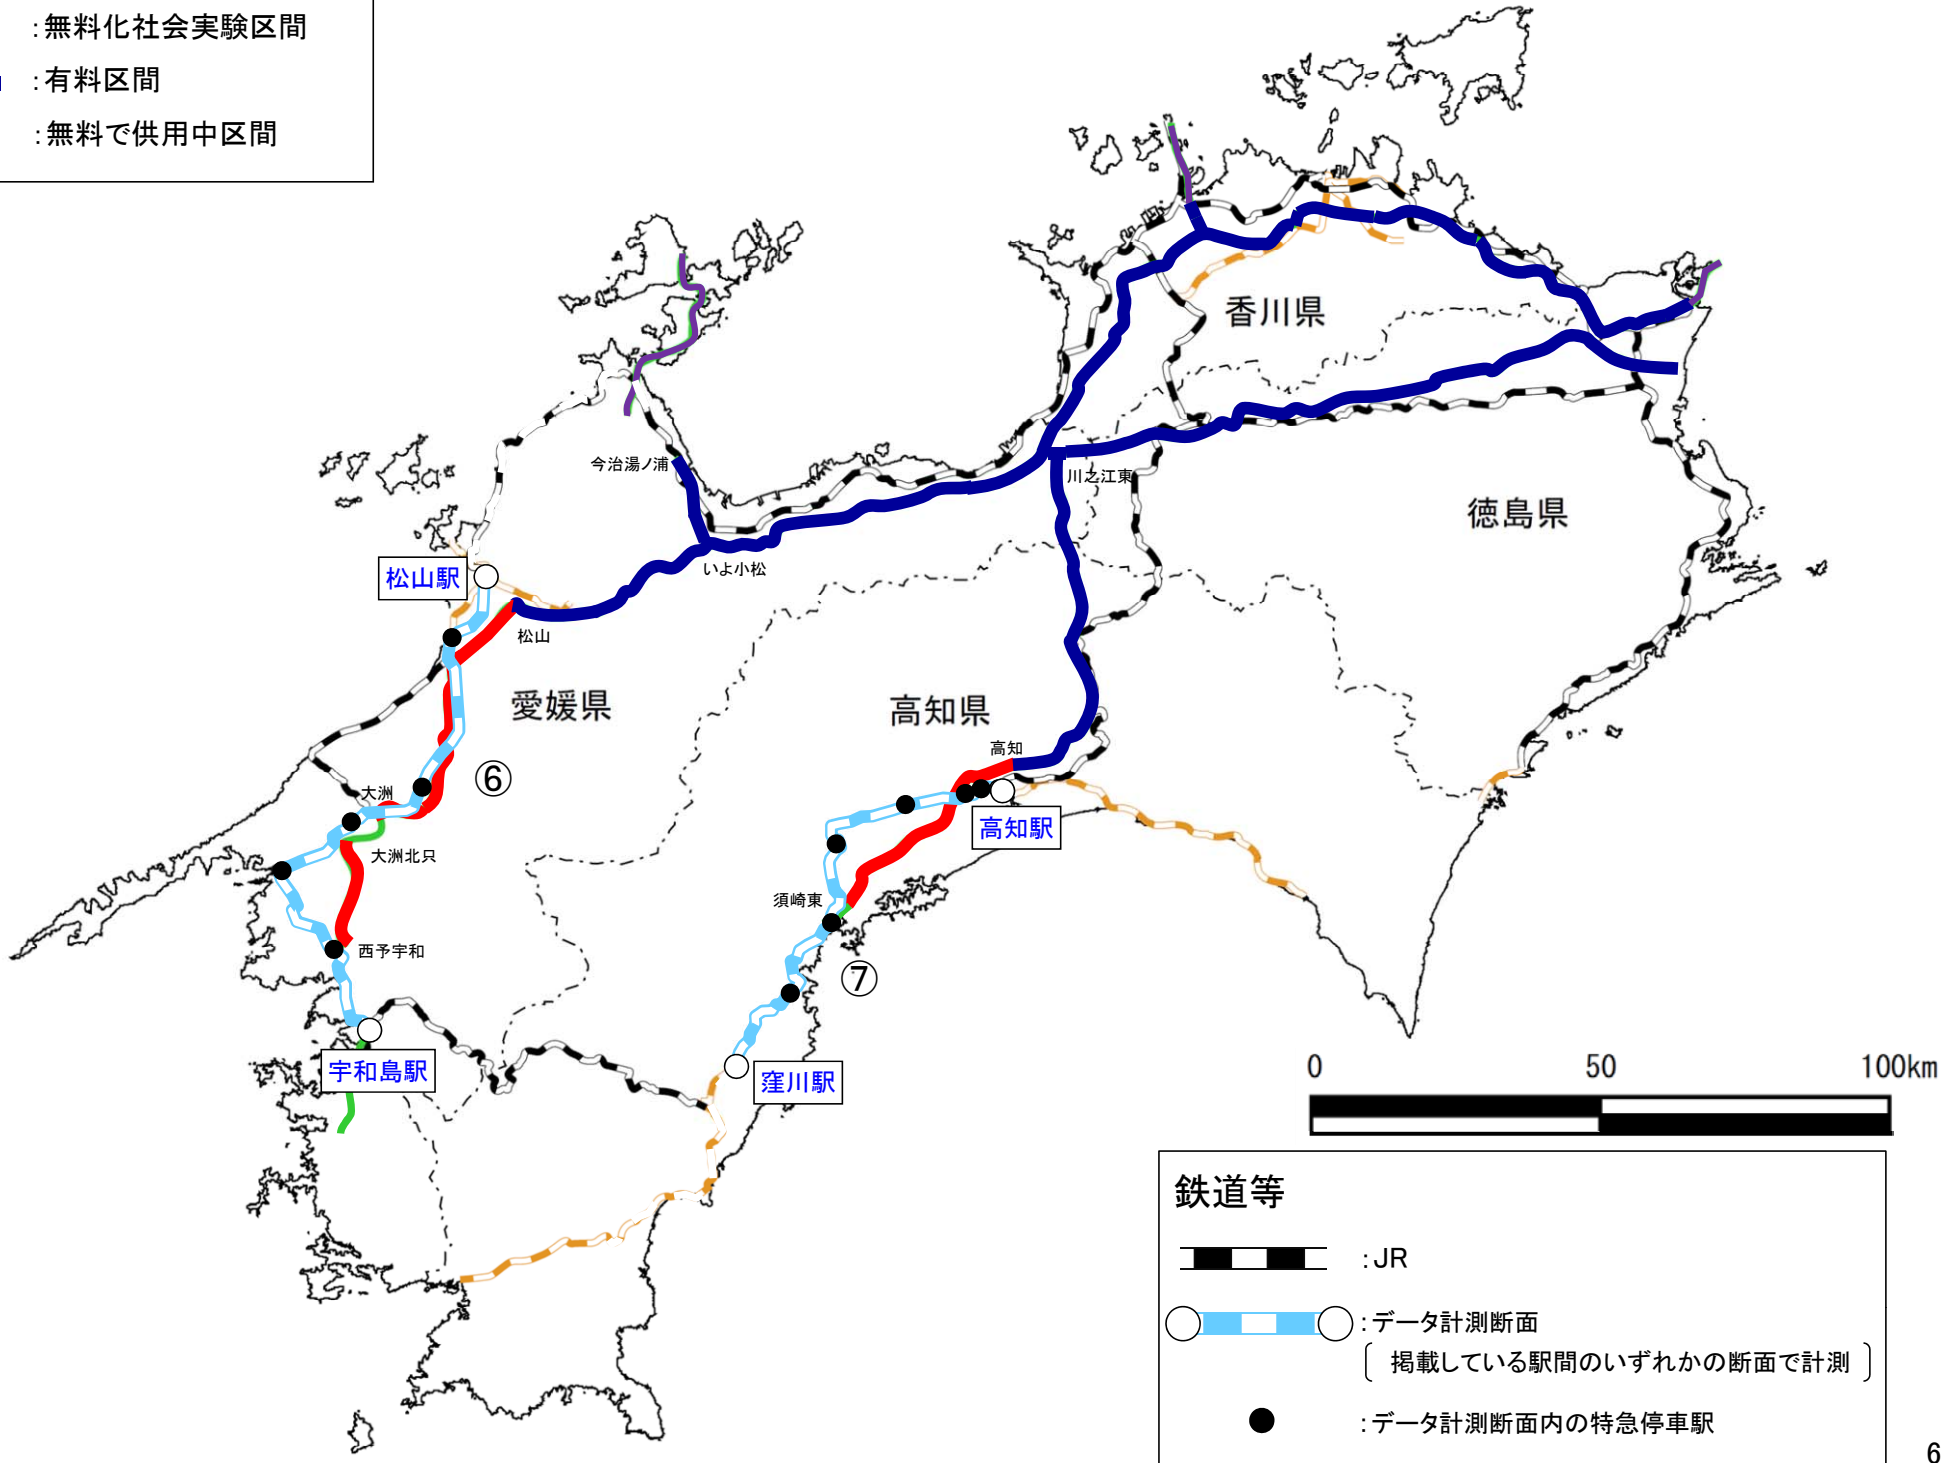 :無料化社会実験区間
:有料区間
:無料で供用中区間
香川県
今治湯ノ浦
川之江東
徳島県
松山駅
いよ小松
松山
愛媛県
高知県
高知
⑥
大洲
高知駅
大洲北只
須崎東
西予宇和
⑦
宇和島駅
窪川駅
0 50 100km
鉄道等
:JR
:データ計測断面
〔 掲載している駅間のいずれかの断面で計測 〕
:データ計測断面内の特急停車駅
6